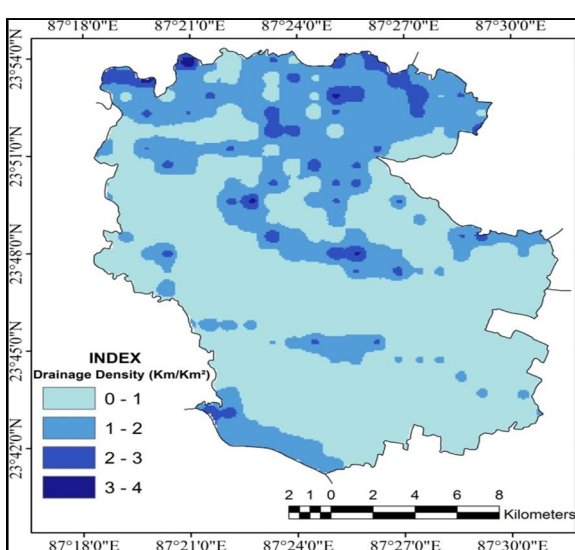 87°18'0"E 87°21'0"E 87°24'0"E 87°27'0"E 87°30'0"E
23°54'0"N
23°51'0"N
23°48'0"N
23°45'0"N
23°42'0"N
INDEX
Drainage Density (Km/Km²)
0 - 1
1 - 2
2 - 3
3 - 4
2 1 0 2 4 6 8
Kilometers
87°18'0"E 87°21'0"E 87°24'0"E 87°27'0"E 87°30'0"E